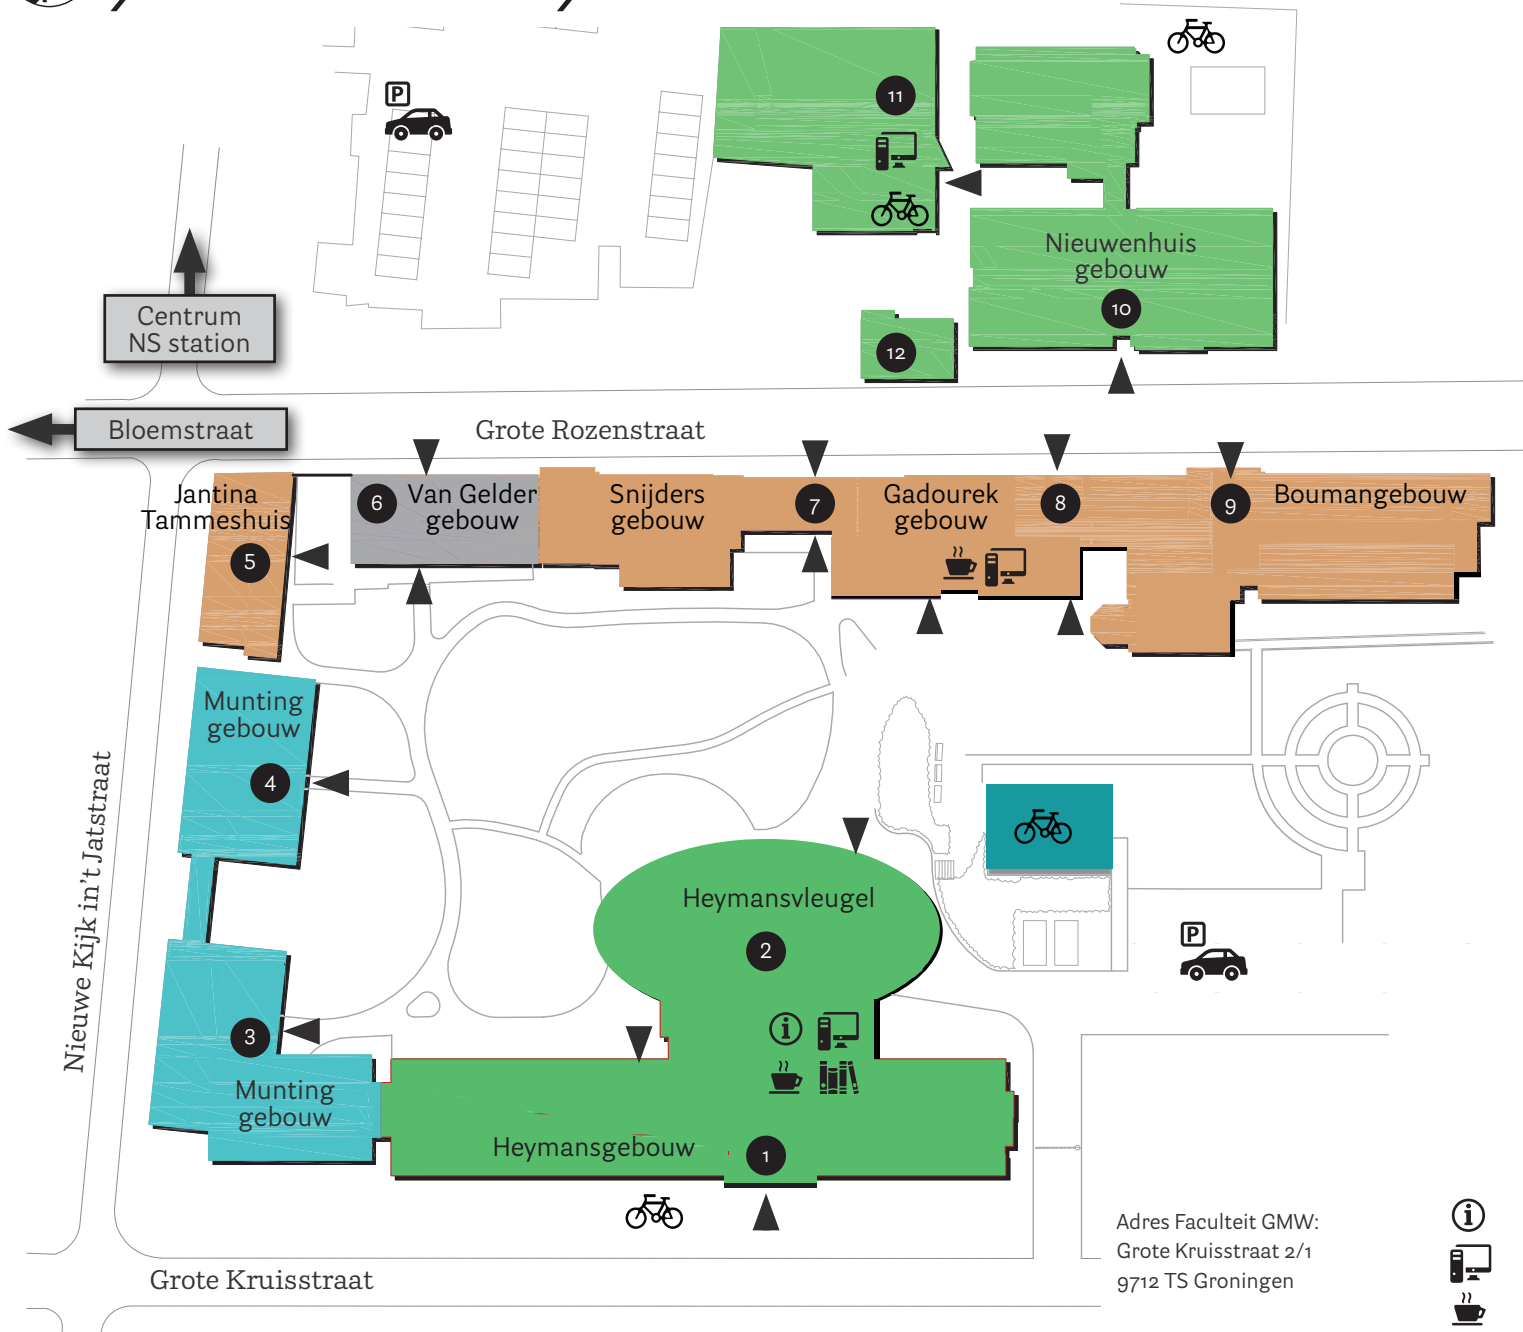 P
11
Nieuwenhuis
gebouw
10
12
Centrum
NS station
Bloemstraat
Grote Rozenstraat
Jantina
Tammeshuis
5
6
Van Gelder
gebouw
Snijders
gebouw
7
Gadourek
gebouw
8
9
Boumangebouw
Munting
gebouw
4
Nieuwe Kijk in't Jatstraat
Heymansvleugel
2
P
3
i
Munting
gebouw
Heymansgebouw
1
Adres Faculteit GMW:
Grote Kruisstraat 2/1
9712 TS Groningen
i
Grote Kruisstraat